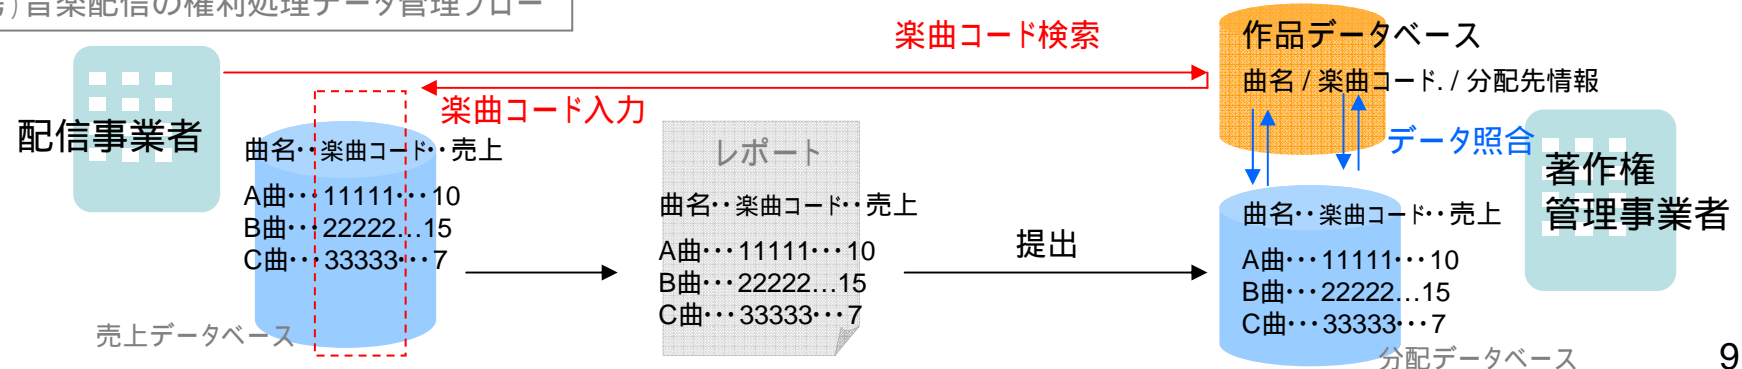 音楽配信の権利処理データ管理フロー
楽曲コード検索
楽曲コード入力
配信事業者
曲名‥楽曲コード‥売上
A曲…11111…10
B曲…22222…15
C曲…33333…7
売上データベース
レポート
曲名‥楽曲コード‥売上
A曲…11111…10
B曲…22222…15
C曲…33333…7
提出
作品データベース
曲名 / 楽曲コード. / 分配先情報
データ照合
著作権
管理事業者
曲名‥楽曲コード‥売上
A曲…11111…10
B曲…22222…15
C曲…33333…7
分配データベース
9